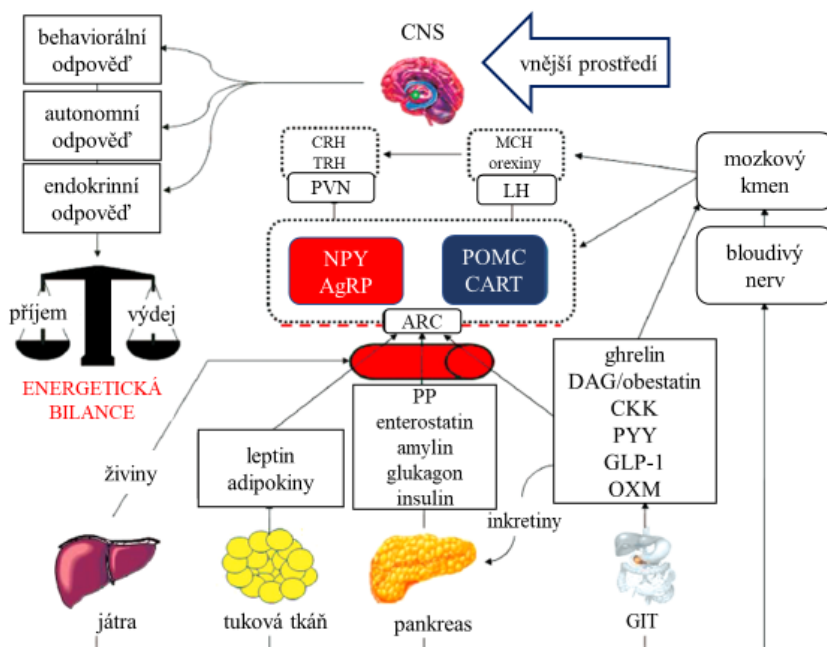 behaviorální
odpověď
autonomní
odpověď
endokrinní
odpověď
CNS
vnější prostředí
CRH
TRH
PVN
MCH
orexiny
LH
mozkový
kmen
bloudivý
nerv
NPY
AgRP
POMC
CART
ARC
příjem
výdej
ENERGETICKÁ
BILANCE
živiny
leptin
adipokiny
PP
enterostatin
amylin
glukagon
insulin
ghrelin
DAG/obestatin
CKK
PYY
GLP-1
OXM
inkretiny
játra
tuková tkáň
pankreas
GIT